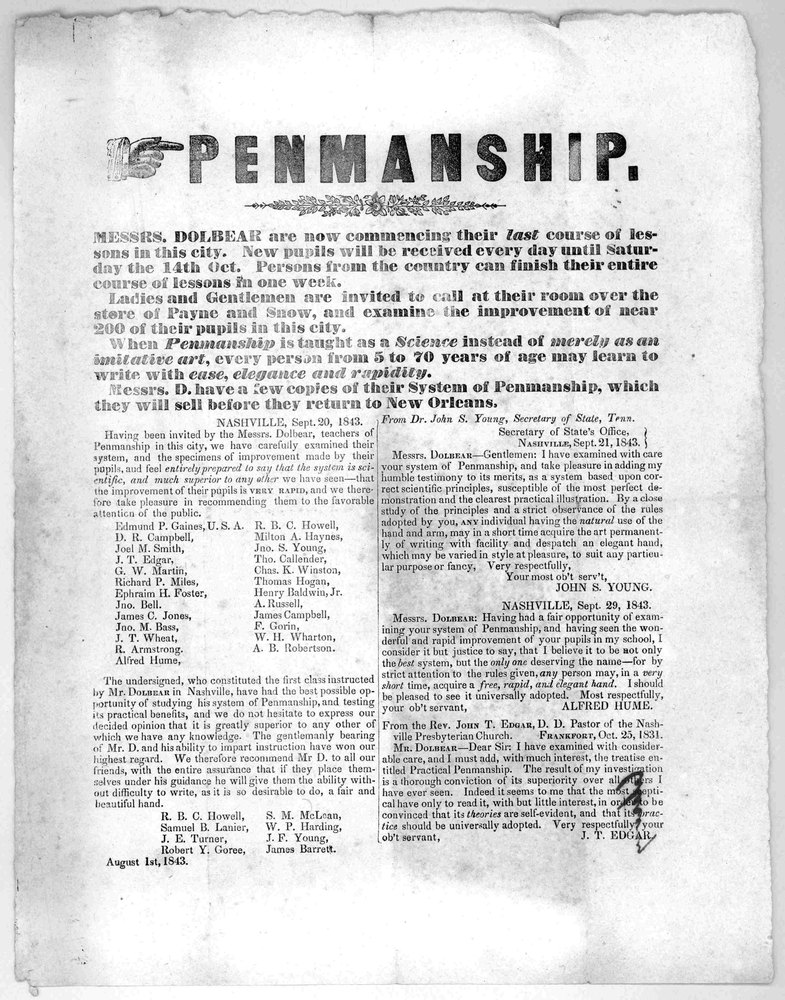 PENMANSHIP.
MESSRS. DOLBEAR are now commencing their last course of les-
sons in this city. New pupils will be received every day until Satur-
day the 14th Oct. Persons from the country can finish their entire
course of lessons in one week.
Ladies and Gentlemen are invited to call at their room over the
store of Payne and Snow, and examine the improvement of near
200 of their pupils in this city.
When Penmanship is taught as a Science instead of merely as an
imitative art, every person from 5 to 70 years of age may learn to
write with ease, elegance and rapidity.
Messrs. D. have a few copies of their System of Penmanship, which
they will sell before they return to New Orleans.
NASHVILLE, Sept. 20, 1843.
Having been invited by the Messrs. Dolbear, teachers of
Penmanship in this city, we have carefully examined their
system, and the specimens of improvement made by their
pupils, and feel entirely prepared to say that the system is sci-
entific, and much superior to any other we have seen—that
the improvement of their pupils is VERY RAPID, and we there-
fore take pleasure in recommending them to the favorable
attention of the public.
Edmund P. Gaines, U. S. A.
D. R. Campbell,
Joel M. Smith,
J. T. Edgar,
G. W. Martin,
Richard P. Miles,
Ephraim H. Foster,
Jno. Bell.
James C. Jones,
Jno. M. Bass,
J. T. Wheat,
R. Armstrong.
Alfred Hume,
R. B. C. Howell,
Milton A. Haynes,
Jno. S. Young,
Tho. Callender,
Chas. K. Winston,
Thomas Hogan,
Henry Baldwin, Jr.
A. Russell,
James Campbell,
F. Gorin,
W. H. Wharton,
A. B. Robertson.
The undersigned, who constituted the first class instructed
by Mr. DOLBEAR in Nashville, have had the best possible op-
portunity of studying his system of Penmanship, and testing
its practical benefits, and we do not hesitate to express our
decided opinion that it is greatly superior to any other of
which we have any knowledge. The gentlemanly bearing
of Mr. D. and his ability to impart instruction have won our
highest regard. We therefore recommend Mr D. to all our
friends, with the entire assurance that if they place them-
selves under his guidance he will give them the ability with-
out difficulty to write, as it is so desirable to do, a fair and
beautiful hand.
R. B. C. Howell,
Samuel B. Lanier,
J. E. Turner,
Robert Y. Goree,
S. M. McLean,
W. P. Harding,
J. F. Young,
James Barrett.
August 1st, 1843.
From Dr. John S. Young, Secretary of State, Tenn.
Secretary of State's Office,
NASHVILLE, Sept. 21, 1843.
Messrs. DOLBEAR—Gentlemen: I have examined with care
your system of Penmanship, and take pleasure in adding my
humble testimony to its merits, as a system based upon cor-
rect scientific principles, susceptible of the most perfect de-
monstration and the clearest practical illustration. By a close
study of the principles and a strict observance of the rules
adopted by you, ANY individual having the natural use of the
hand and arm, may in a short time acquire the art permanent-
ly of writing with facility and despatch an elegant hand,
which may be varied in style at pleasure, to suit any particu-
lar purpose or fancy, Very respectfully,
Your most ob't serv't,
JOHN S. YOUNG.
NASHVILLE, Sept. 29, 1843.
Messrs. DOLBEAR: Having had a fair opportunity of exam-
ining your system of Penmanship, and having seen the won-
derful and rapid improvement of your pupils in my school, I
consider it but justice to say, that I believe it to be not only
the best system, but the only one deserving the name—for by
strict attention to the rules given, any person may, in a very
short time, acquire a free, rapid, and elegant hand. I should
be pleased to see it universally adopted. Most respectfully,
your ob't servant, ALFRED HUME.
From the Rev. JOHN T. EDGAR, D. D. Pastor of the Nash-
ville Presbyterian Church. FRANKFORT, Oct. 25, 1831.
MR. DOLBEAR—Dear Sir: I have examined with consider-
able care, and I must add, with much interest, the treatise en-
titled Practical Penmanship. The result of my investigation
is a thorough conviction of its superiority over all others I
have ever seen. Indeed it seems to me that the most scepti-
cal have only to read it, with but little interest, in order to be
convinced that its theories are self-evident, and that its prac-
tice should be universally adopted. Very respectfully your
ob't servant, J. T. EDGAR.